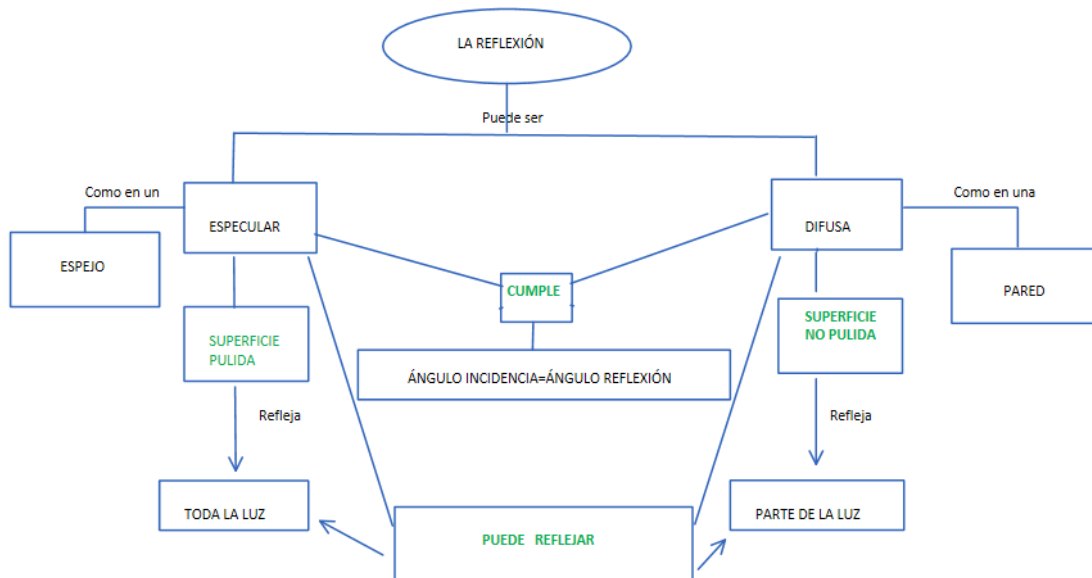 LA REFLEXIÓN
Puede ser
Como en un
Como en una
ESPECULAR
DIFUSA
ESPEJO
PARED
CUMPLE
SUPERFICIE
PULIDA
SUPERFICIE
NO PULIDA
ÁNGULO INCIDENCIA=ÁNGULO REFLEXIÓN
Refleja
Refleja
TODA LA LUZ
PARTE DE LA LUZ
PUEDE REFLEJAR